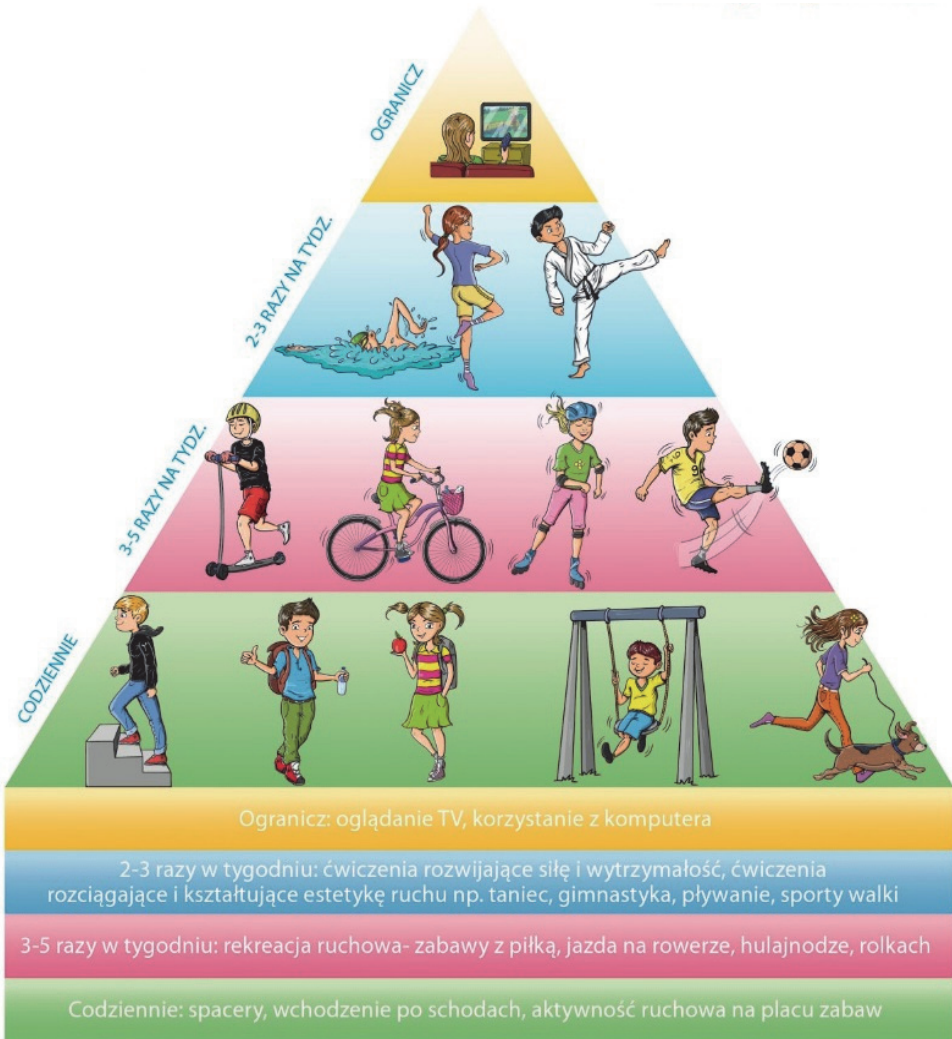 OGRANICZ
2-3 RAZY NA TYDZ.
3-5 RAZY NA TYDZ.
CODZIENNIE
Ogranicz: oglądanie TV, korzystanie z komputera
2-3 razy w tygodniu: ćwiczenia rozwijające siłę i wytrzymałość, ćwiczenia
rozciągające i kształtujące estetykę ruchu np. taniec, gimnastyka, pływanie, sporty walki
3-5 razy w tygodniu: rekreacja ruchowa- zabawy z piłką, jazda na rowerze, hulajnodze, rolkach
Codziennie: spacery, wchodzenie po schodach, aktywność ruchowa na placu zabaw